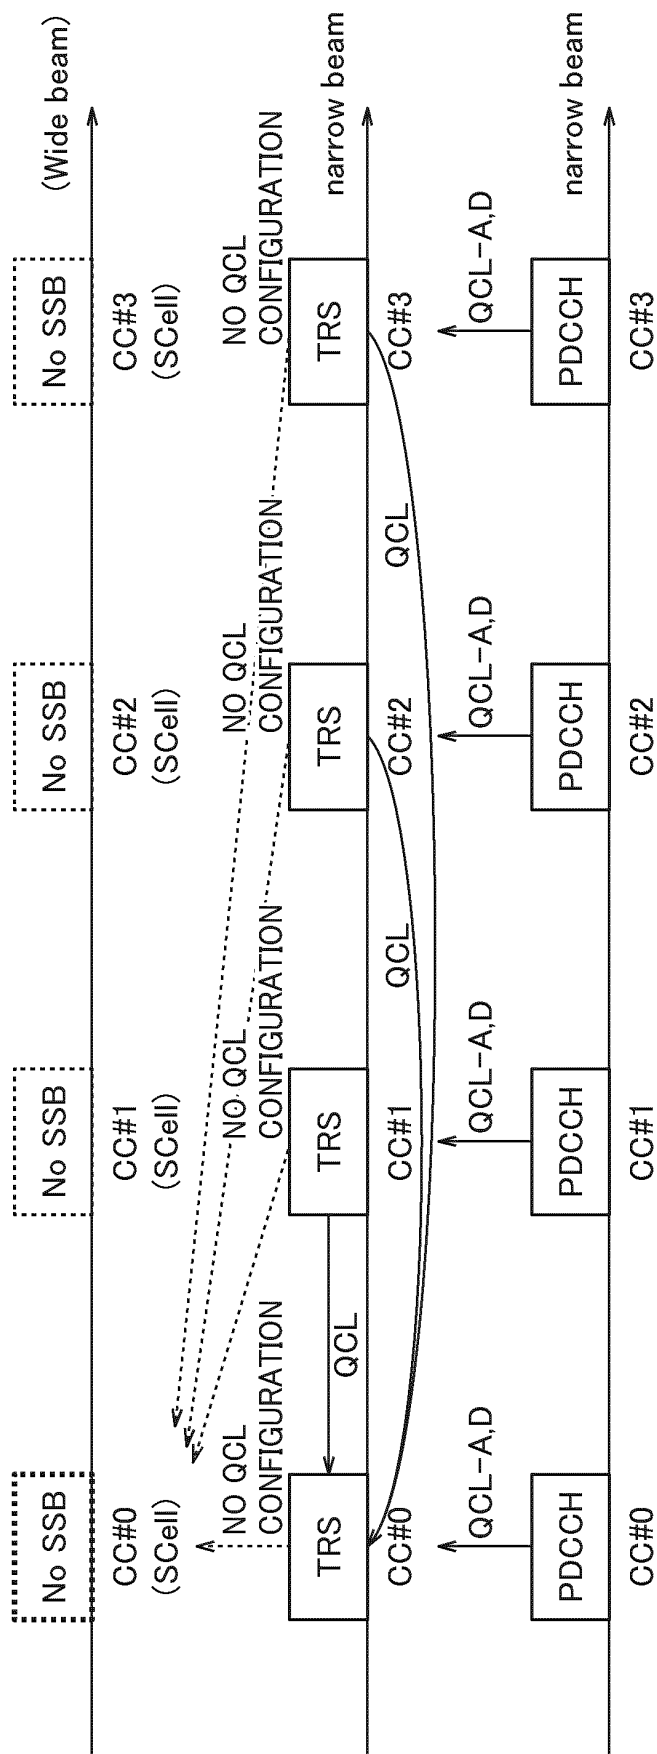 No SSB
No SSB
No SSB
No SSB
(Wide beam)
CC#0
(SCell)
CC#1
(SCell)
CC#2
(SCell)
CC#3
(SCell)
NO QCL
CONFIGURATION
NO QCL
CONFIGURATION
NO QCL
CONFIGURATION
NO QCL
CONFIGURATION
TRS
QCL
TRS
TRS
TRS
narrow beam
CC#0
CC#1
QCL
CC#2
QCL
CC#3
QCL-A,D
QCL-A,D
QCL-A,D
QCL-A,D
PDCCH
PDCCH
PDCCH
PDCCH
narrow beam
CC#0
CC#1
CC#2
CC#3